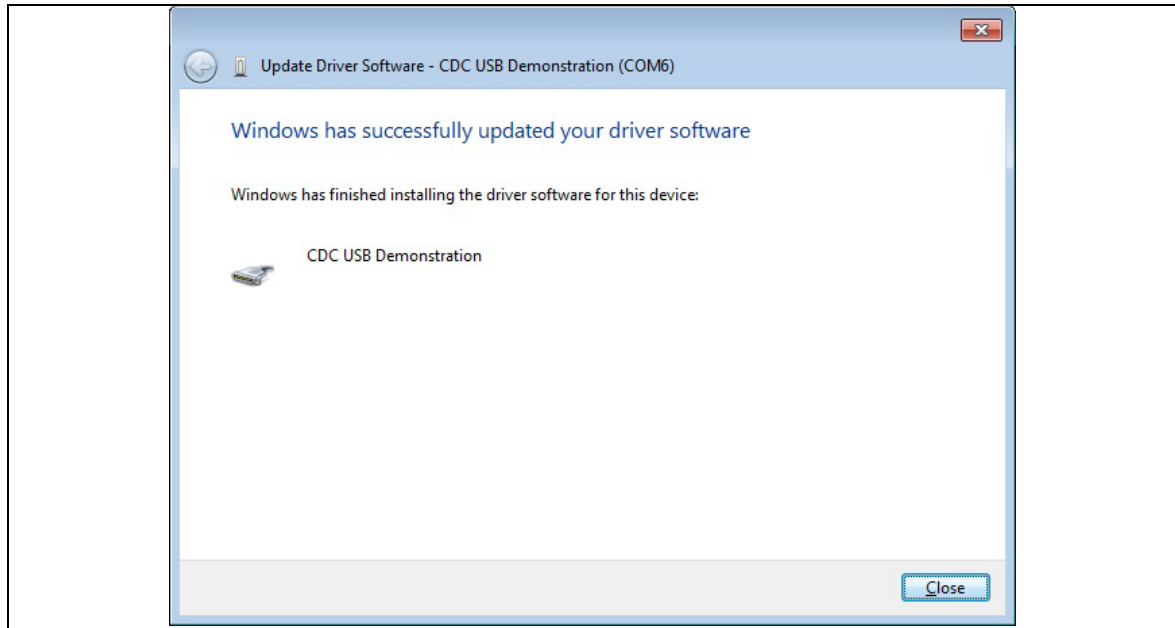 Update Driver Software - CDC USB Demonstration (COM6)
Windows has successfully updated your driver software
Windows has finished installing the driver software for this device:
CDC USB Demonstration
Close